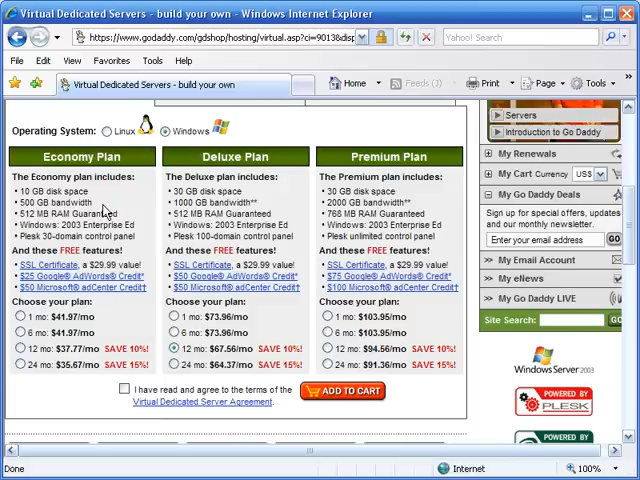 Virtual Dedicated Servers - build your own - Windows Internet Explorer
https://www.godaddy.com/gdshop/hosting/virtual.asp?ci=9013&disp
Yahoo! Search
File Edit View Favorites Tools Help
Virtual Dedicated Servers - build your own
Home Feeds (J) Print Page Tools
Operating System: Linux Windows
Economy Plan
The Economy plan includes:
• 10 GB disk space
• 500 GB bandwidth
• 512 MB RAM Guaranteed
• Windows: 2003 Enterprise Ed
• Plesk 30-domain control panel
And these FREE features!
• SSL Certificate, a $29.99 value!
• $25 Google® AdWords® Credit*
• $50 Microsoft® adCenter Credit†
Choose your plan:
1 mo: $41.97/mo
6 mo: $41.97/mo
12 mo: $37.77/mo SAVE 10%!
24 mo: $35.67/mo SAVE 15%!
Deluxe Plan
The Deluxe plan includes:
• 30 GB disk space
• 1000 GB bandwidth**
• 512 MB RAM Guaranteed
• Windows: 2003 Enterprise Ed
• Plesk 100-domain control panel
And these FREE features!
• SSL Certificate, a $29.99 value!
• $50 Google® AdWords® Credit*
• $50 Microsoft® adCenter Credit†
Choose your plan:
1 mo: $73.96/mo
6 mo: $73.96/mo
12 mo: $67.56/mo SAVE 10%!
24 mo: $64.37/mo SAVE 15%!
Premium Plan
The Premium plan includes:
• 30 GB disk space
• 2000 GB bandwidth**
• 768 MB RAM Guaranteed
• Windows: 2003 Enterprise Ed
• Plesk unlimited control panel
And these FREE features!
• SSL Certificate, a $29.99 value!
• $75 Google® AdWords® Credit*
• $100 Microsoft® adCenter Credit†
Choose your plan:
1 mo: $103.95/mo
6 mo: $103.95/mo
12 mo: $94.56/mo SAVE 10%!
24 mo: $91.36/mo SAVE 15%!
I have read and agree to the terms of the
Virtual Dedicated Server Agreement.
ADD TO CART
Servers
Introduction to Go Daddy
My Renewals
My Cart Currency US$
My Go Daddy Deals
Sign up for special offers, updates
and our monthly newsletter.
Enter your email address GO
My Email Account
My eNews
My Go Daddy LIVE
Site Search: GO
Windows Server 2003
POWERED BY
PLESK
POWERED BY
Done
Internet
100%